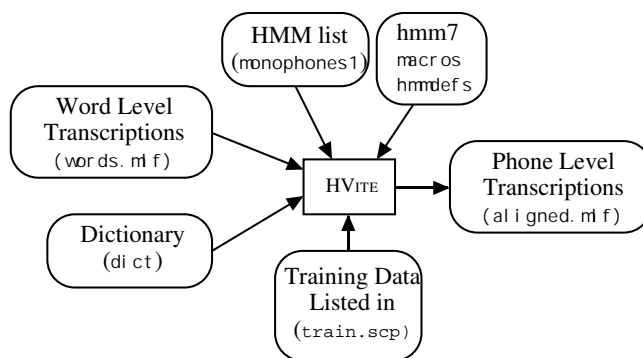 HMM list
(monophones1)
hmm7
macros
hmmdefs
Word Level
Transcriptions
(words.mlf)
HVITE
Phone Level
Transcriptions
(aligned.mlf)
Dictionary
(dict)
Training Data
Listed in
(train.scp)